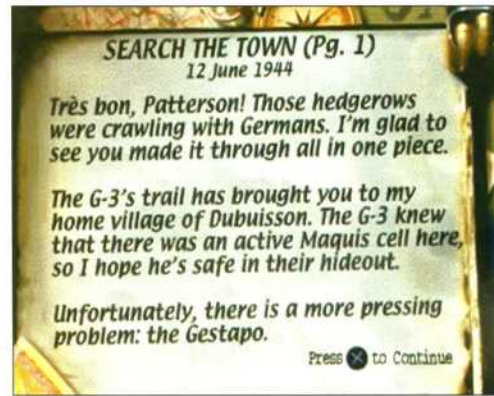 SEARCH THE TOWN (Pg. 1)
12 June 1944
Très bon, Patterson! Those hedgerows
were crawling with Germans. I'm glad to
see you made it through all in one piece.
The G-3's trail has brought you to my
home village of Dubuisson. The G-3 knew
that there was an active Maquis cell here,
so I hope he's safe in their hideout.
Unfortunately, there is a more pressing
problem: the Gestapo.
Press X to Continue